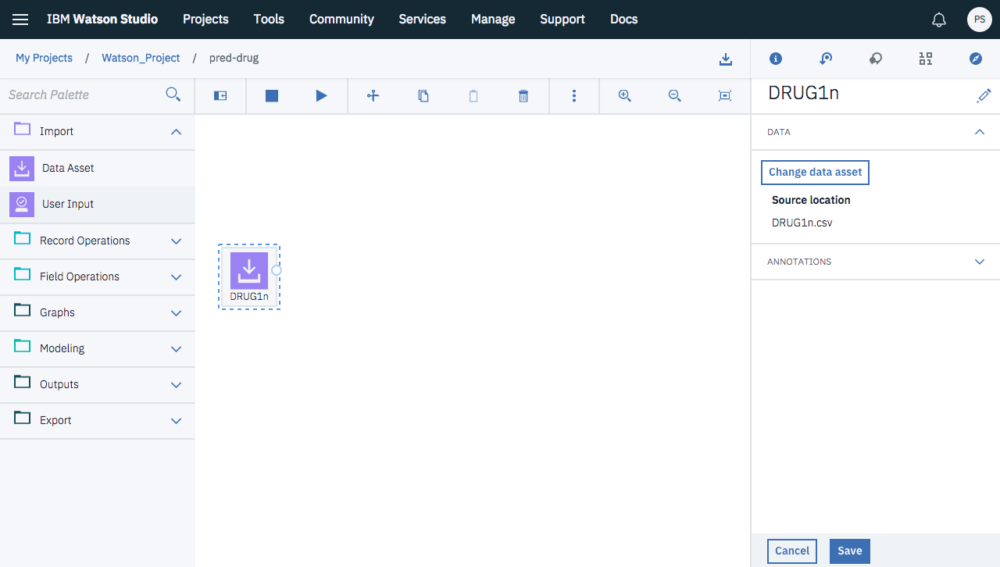 IBM Watson Studio Projects Tools Community Services Manage Support Docs PS
My Projects / Watson_Project / pred-drug
Search Palette
Import
Data Asset
User Input
Record Operations
Field Operations
Graphs
Modeling
Outputs
Export
DRUG1n
DRUG1n
DATA
Change data asset
Source location
DRUG1n.csv
ANNOTATIONS
Cancel Save